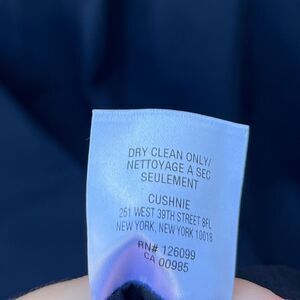 DRY CLEAN ONLY/
NETTOYAGE A SEC
SEULEMENT
CUSHNIE
251 WEST 39TH STREET 8FL
NEW YORK, NEW YORK 10018
RN# 126099
CA 00985